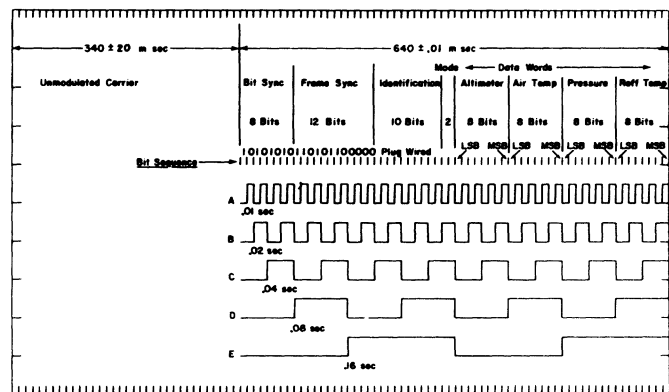 340 ± 20 m sec 640 ± .01 m sec
Mode Data Words
Unmodulated Carrier Bit Sync Frame Sync Identification Altimeter Air Temp Pressure Reff Temp
8 Bits 12 Bits 10 Bits 2 8 Bits 8 Bits 8 Bits 8 Bits
10101010110101100000 Plug Wired LSB MSB LSB MSB LSB MSB LSB MSB
Bit Sequence
A
.01 sec
B
.02 sec
C
.04 sec
D
.08 sec
E
.16 sec